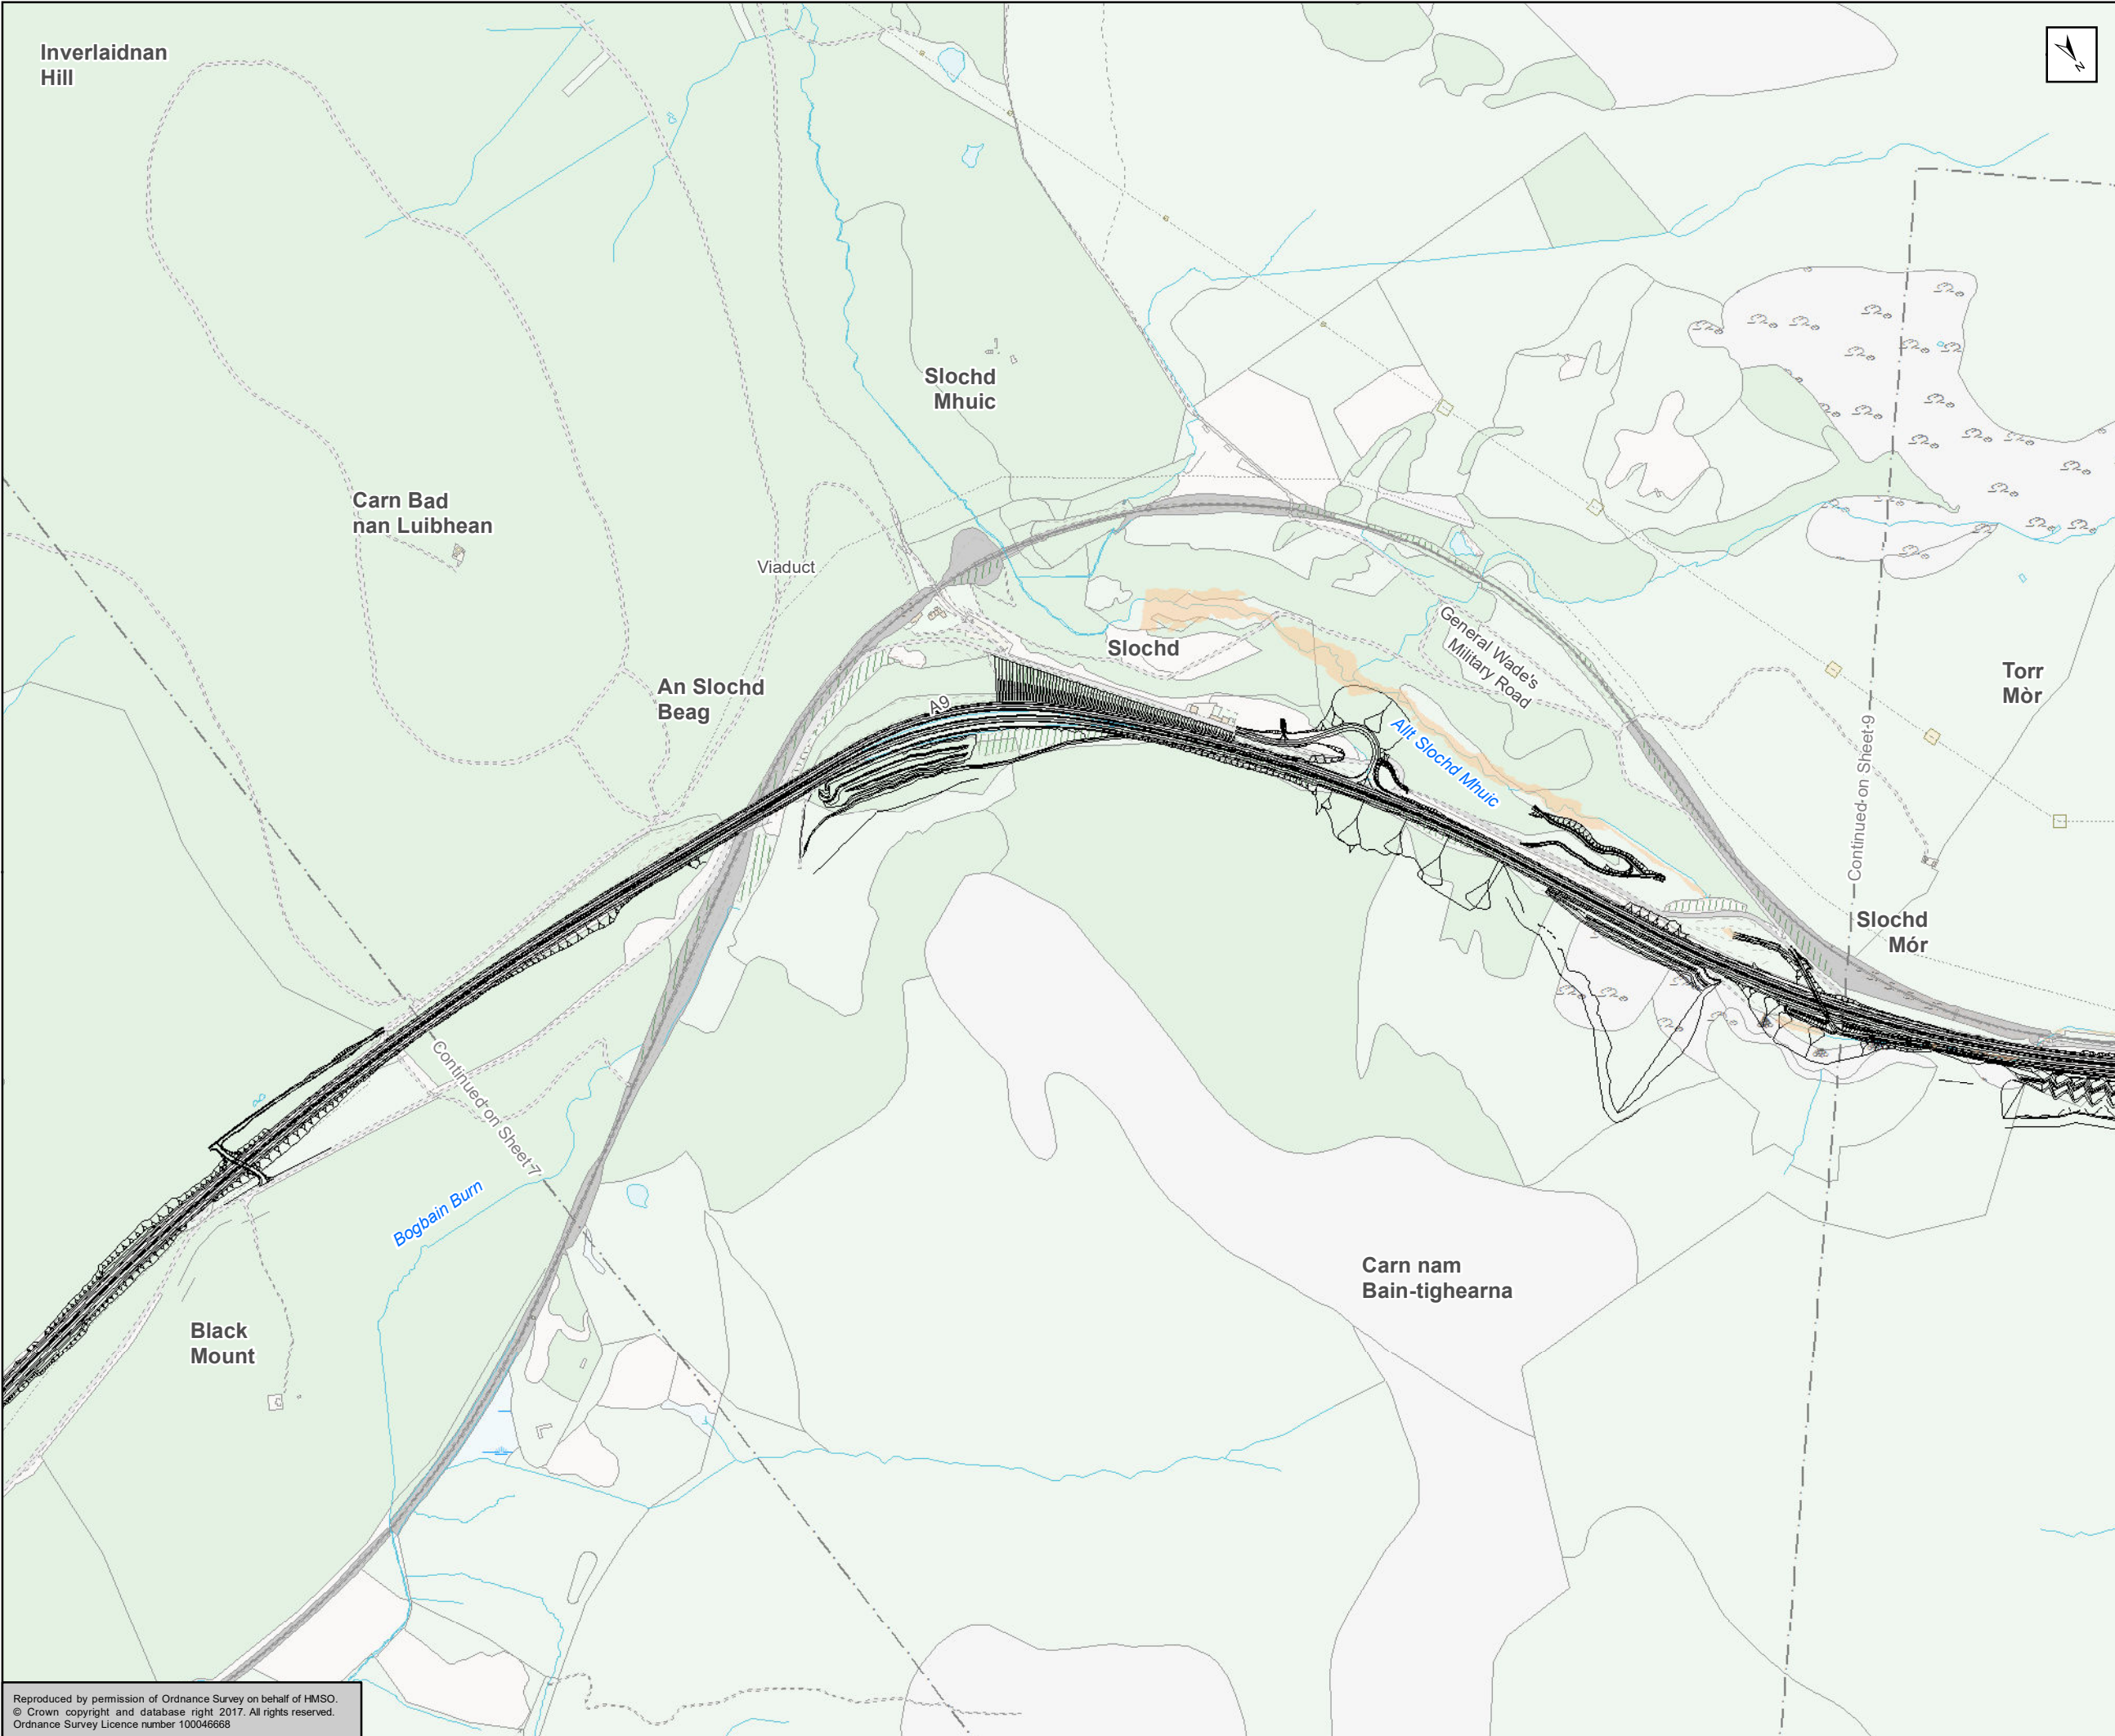 Inverlaidnan
Hill
N
Slochd
Mhuic
Carn Bad
nan Luibhean
Viaduct
General Wade's
Military Road
Slochd
Torr
Mòr
An Slochd
Beag
A9
Allt Slochd Mhuic
Continued on Sheet 9
Slochd
Mór
Continued on Sheet 7
Bogbain Burn
Carn nam
Bain-tighearna
Black
Mount
Reproduced by permission of Ordnance Survey on behalf of HMSO.
© Crown copyright and database right 2017. All rights reserved.
Ordnance Survey Licence number 100046668